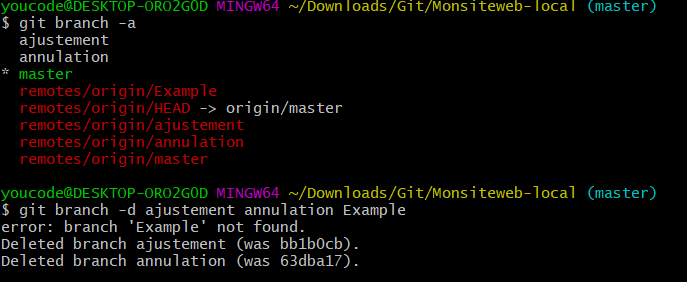 youcode@DESKTOP-ORO2G0D MINGW64 ~/Downloads/Git/Monsiteweb-local (master)
$ git branch -a
  ajustement
  annulation
* master
  remotes/origin/Example
  remotes/origin/HEAD -> origin/master
  remotes/origin/ajustement
  remotes/origin/annulation
  remotes/origin/master
youcode@DESKTOP-ORO2G0D MINGW64 ~/Downloads/Git/Monsiteweb-local (master)
$ git branch -d ajustement annulation Example
error: branch 'Example' not found.
Deleted branch ajustement (was bb1b0cb).
Deleted branch annulation (was 63dba17).